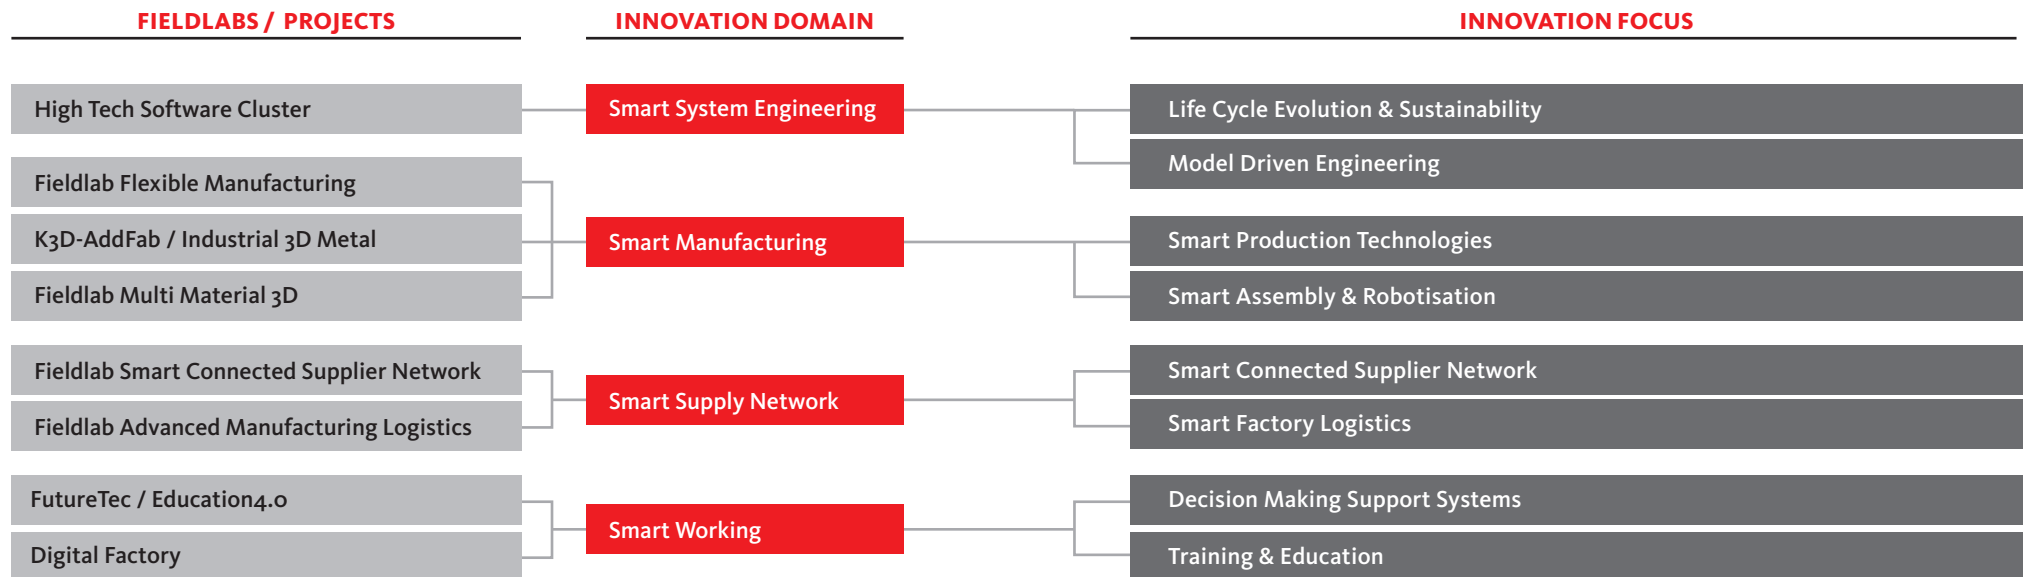 FIELDLABS / PROJECTS
INNOVATION DOMAIN
INNOVATION FOCUS
High Tech Software Cluster
Smart System Engineering
Life Cycle Evolution & Sustainability
Model Driven Engineering
Fieldlab Flexible Manufacturing
K3D-AddFab / Industrial 3D Metal
Fieldlab Multi Material 3D
Smart Manufacturing
Smart Production Technologies
Smart Assembly & Robotisation
Fieldlab Smart Connected Supplier Network
Fieldlab Advanced Manufacturing Logistics
Smart Supply Network
Smart Connected Supplier Network
Smart Factory Logistics
FutureTec / Education4.0
Digital Factory
Smart Working
Decision Making Support Systems
Training & Education